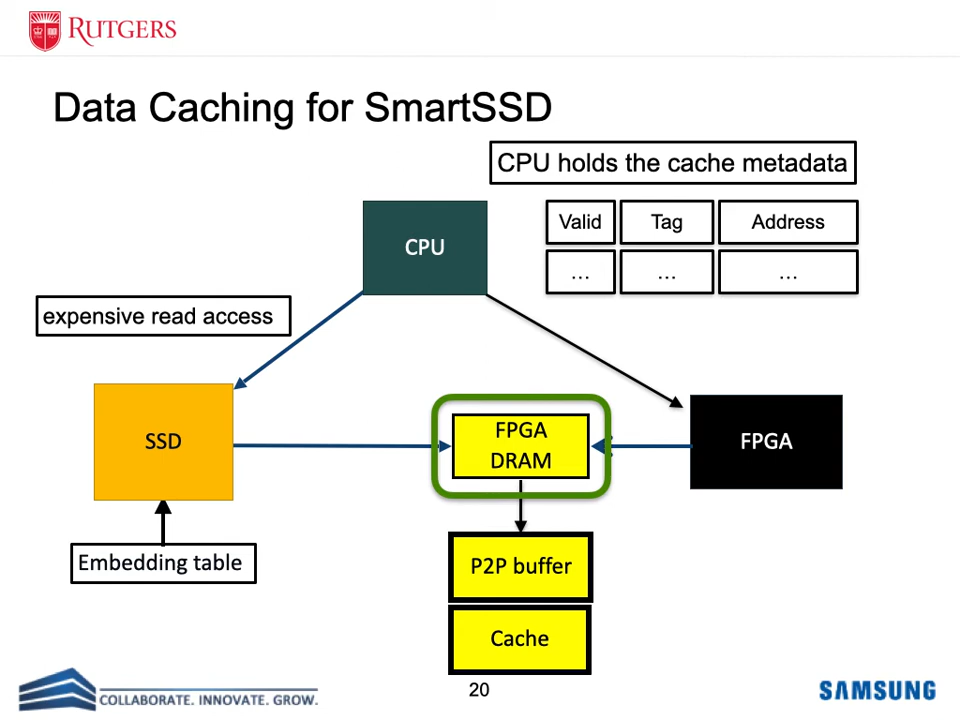 RUTGERS
Data Caching for SmartSSD
CPU holds the cache metadata
Valid Tag Address
... ... ...
CPU
expensive read access
SSD
FPGA
DRAM
FPGA
Embedding table
P2P buffer
Cache
COLLABORATE. INNOVATE. GROW.
20
SAMSUNG